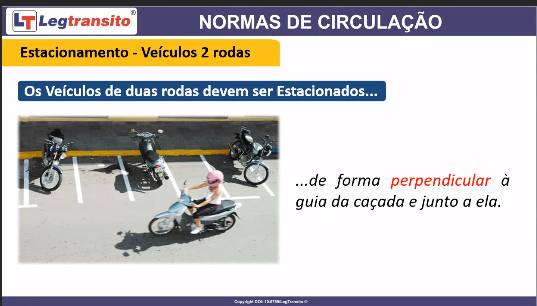 LT Legtransito®
NORMAS DE CIRCULAÇÃO
Estacionamento - Veículos 2 rodas
Os Veículos de duas rodas devem ser Estacionados...
...de forma perpendicular à
guia da caçada e junto a ela.